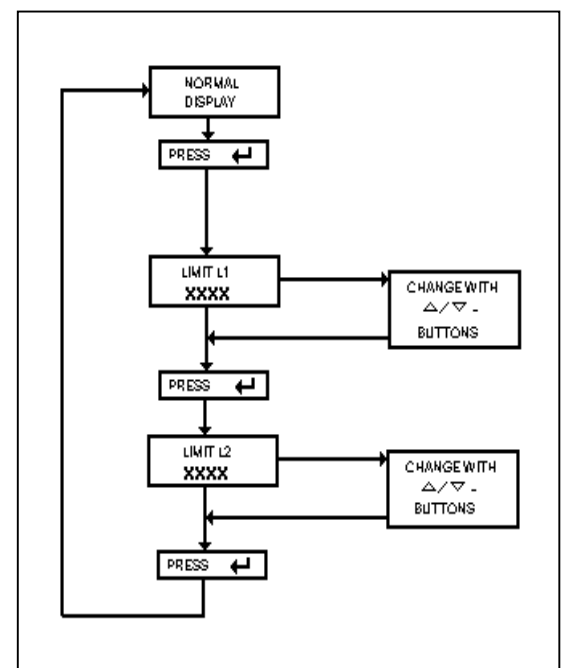 NORMAL
DISPLAY
PRESS ↵
LIMIT L1
XXXX
CHANGE WITH
△/▽ -
BUTTONS
PRESS ↵
LIMIT L2
XXXX
CHANGE WITH
△/▽ -
BUTTONS
PRESS ↵